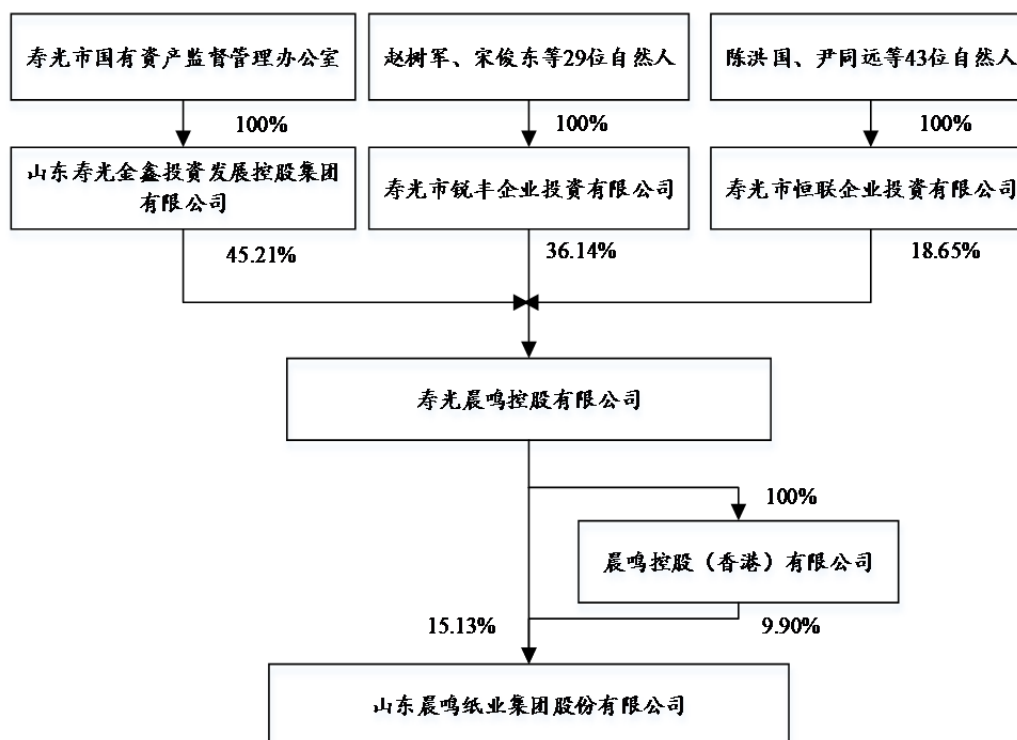 寿光市国有资产监督管理办公室
赵树军、宋俊东等29位自然人
陈洪国、尹同远等43位自然人
100%
100%
100%
山东寿光金鑫投资发展控股集团
有限公司
寿光市锐丰企业投资有限公司
寿光市恒联企业投资有限公司
45.21%
36.14%
18.65%
寿光晨鸣控股有限公司
100%
晨鸣控股（香港）有限公司
15.13%
9.90%
山东晨鸣纸业集团股份有限公司